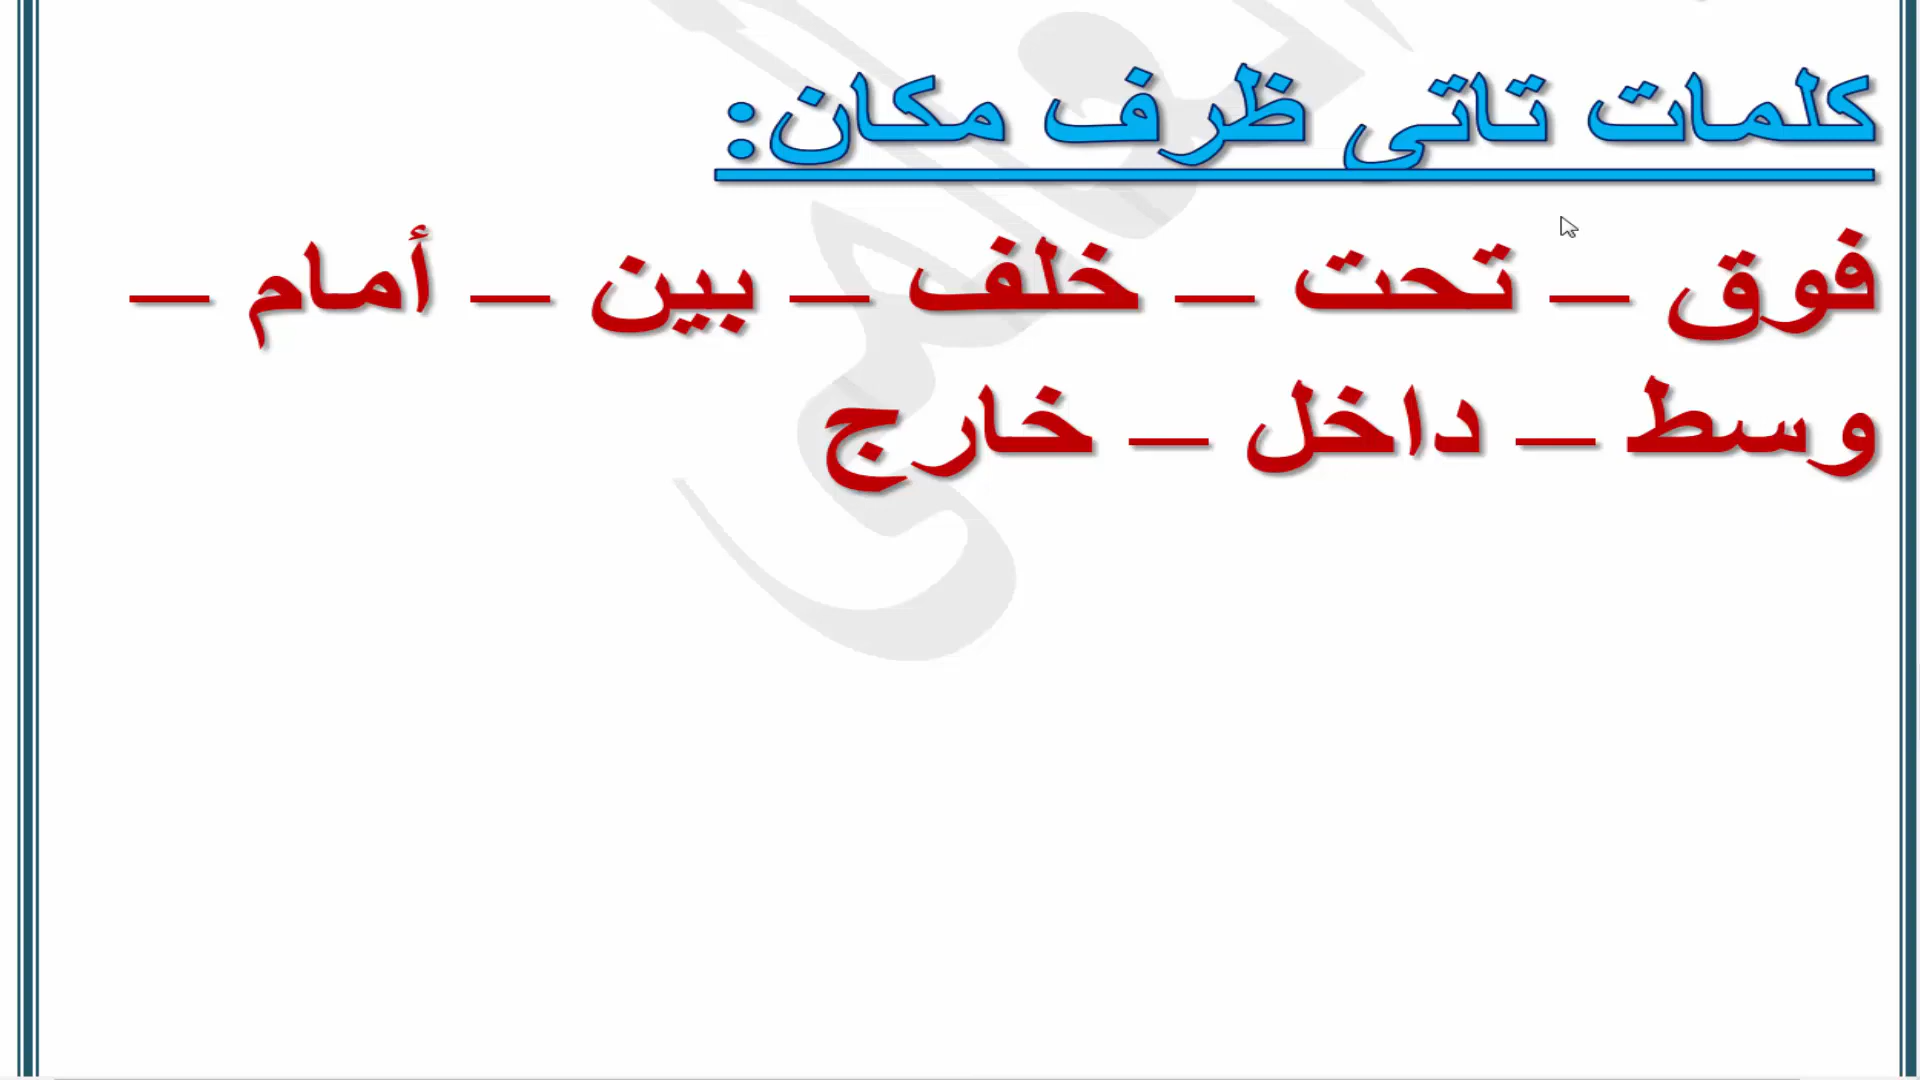 كلمات تاتى ظرف مكان:
فوق – تحت – خلف – بين – أمام –
وسط – داخل – خارج